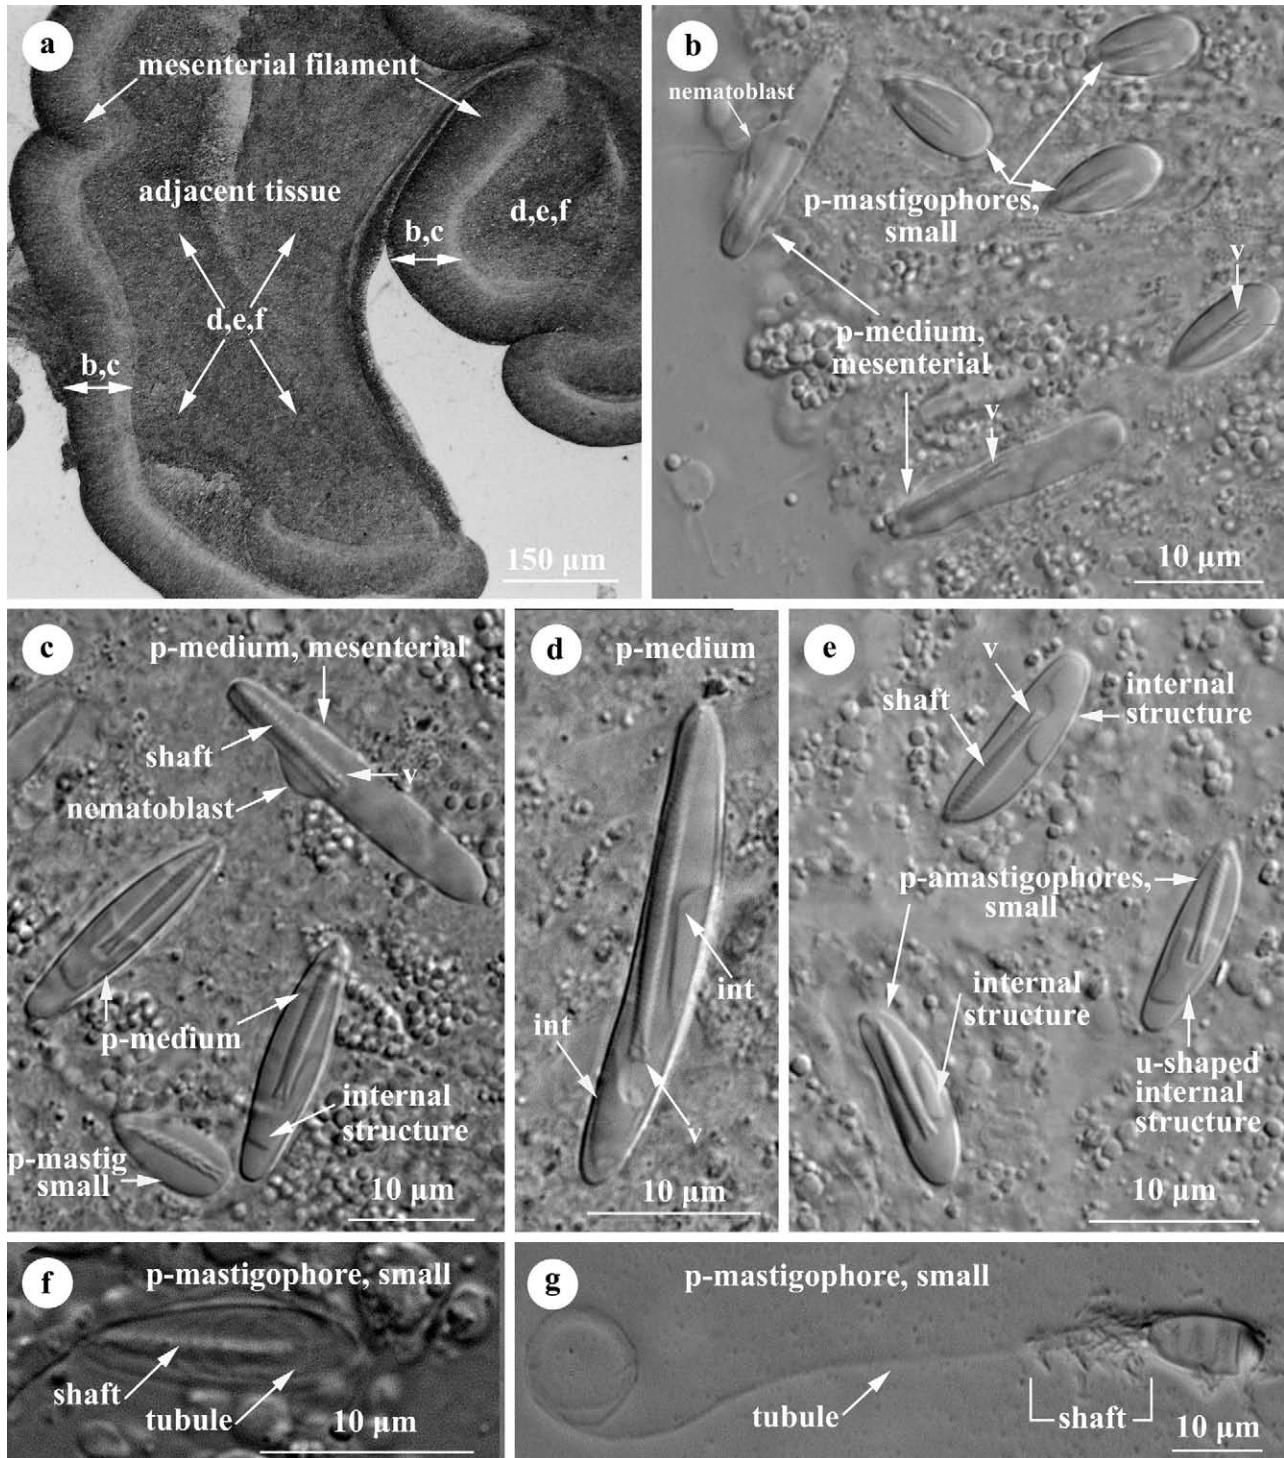 a
mesenterial filament
adjacent tissue
d,e,f
b,c
d,e,f
b,c
150 µm
b
nematoblast
p-mastigophores,
small
v
p-medium,
mesenterial
v
10 µm
c
p-medium, mesenterial
shaft
v
nematoblast
p-medium
internal
structure
p-mastig
small
10 µm
d
p-medium
int
int
v
10 µm
e
v
internal
structure
shaft
p-amastigophores,
small
internal
structure
u-shaped
internal
structure
10 µm
f
p-mastigophore, small
shaft
tubule
10 µm
g
p-mastigophore, small
tubule
shaft
10 µm